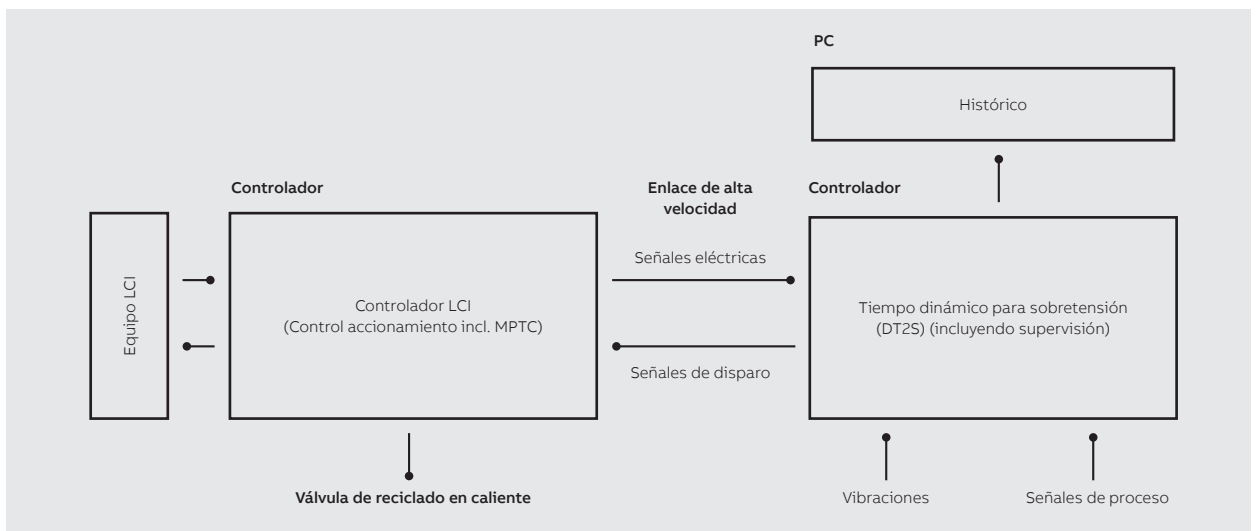 PC
Histórico
Controlador
Enlace de alta
velocidad
Controlador
Equipo LCI
Controlador LCI
(Control accionamiento incl. MPTC)
Señales eléctricas
Señales de disparo
Tiempo dinámico para sobretensión
(DT2S) (incluyendo supervisión)
Válvula de reciclado en caliente
Vibraciones
Señales de proceso